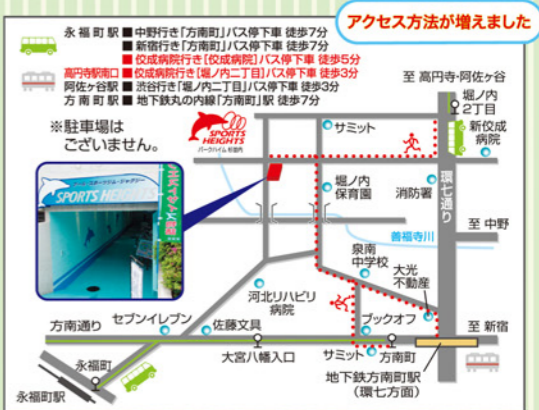 アクセス方法が増えました
永福町駅 ■中野行き「方南町」バス停下車 徒歩7分
■新宿行き「方南町」バス停下車 徒歩7分
■佼成病院行き[佼成病院]バス停下車 徒歩5分
高円寺駅南口 ■佼成病院行き[堀ノ内二丁目]バス停下車 徒歩3分
阿佐ヶ谷駅 ■渋谷行き「堀ノ内二丁目」バス停下車 徒歩3分
方南町駅 ■地下鉄丸の内線「方南町」駅 徒歩7分
至 高円寺・阿佐ヶ谷
※駐車場は
ございません。
SPORTS
HEIGHTS
パークハイム 杉並内
サミット
堀ノ内
2丁目
新佼成
病院
堀ノ内
保育園
消防署
環七通り
至 中野
善福寺川
SPORTS HEIGHTS
泉南
中学校
大光
不動産
河北リハビリ
病院
方南通り
セブンイレブン
佐藤文具
ブックオフ
至 新宿
大宮八幡入口
サミット
方南町
永福町
永福町駅
地下鉄方南町駅
(環七方面)